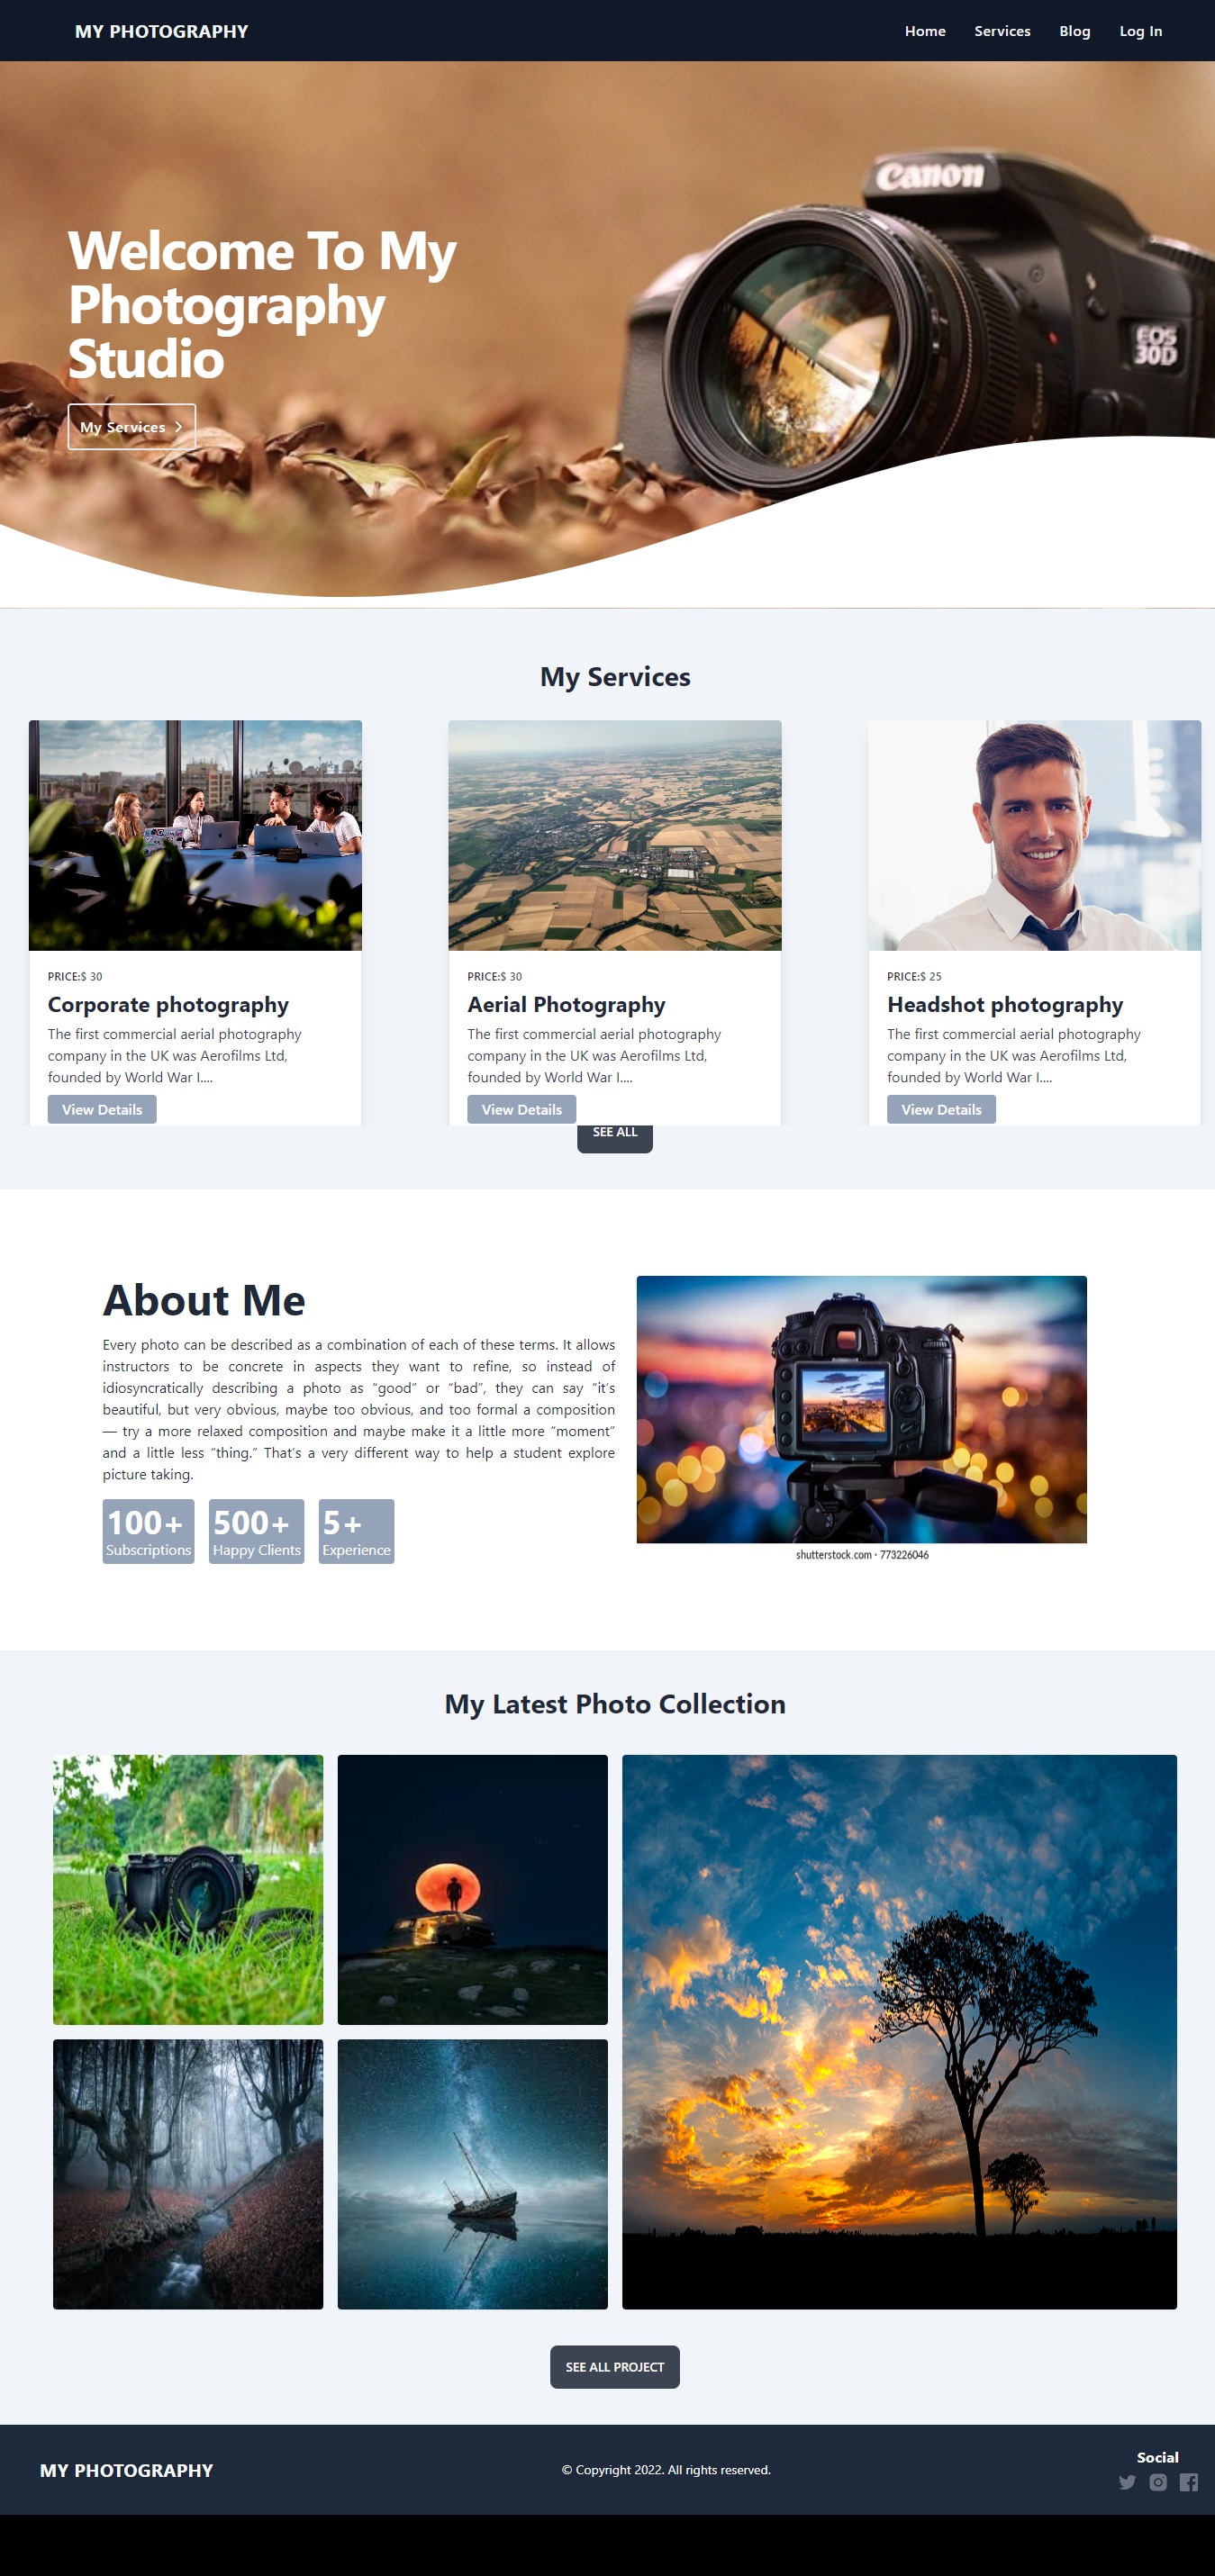 MY PHOTOGRAPHY
Home Services Blog Log In
Canon
EOS
30D
Welcome To My
Photography
Studio
My Services
My Services
PRICE:$ 30
Corporate photography
The first commercial aerial photography
company in the UK was Aerofilms Ltd,
founded by World War I....
View Details
PRICE:$ 30
Aerial Photography
The first commercial aerial photography
company in the UK was Aerofilms Ltd,
founded by World War I....
View Details
PRICE:$ 25
Headshot photography
The first commercial aerial photography
company in the UK was Aerofilms Ltd,
founded by World War I....
View Details
SEE ALL
About Me
Every photo can be described as a combination of each of these terms. It allows
instructors to be concrete in aspects they want to refine, so instead of
idiosyncratically describing a photo as “good” or “bad”, they can say “it’s
beautiful, but very obvious, maybe too obvious, and too formal a composition
— try a more relaxed composition and maybe make it a little more “moment”
and a little less “thing.” That’s a very different way to help a student explore
picture taking.
100+
Subscriptions
500+
Happy Clients
5+
Experience
shutterstock.com · 773226046
My Latest Photo Collection
SEE ALL PROJECT
MY PHOTOGRAPHY
© Copyright 2022. All rights reserved.
Social